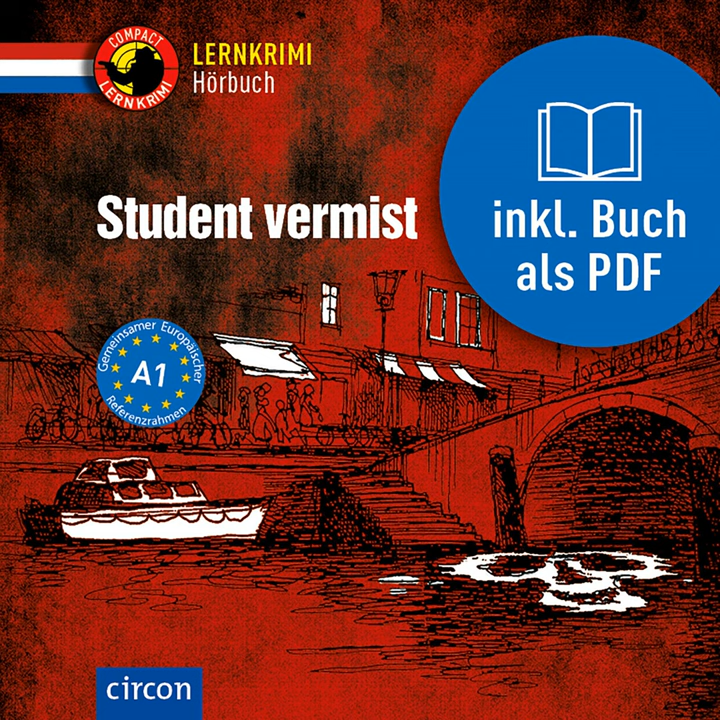 COMPACT
LERNKRIMI
LERNKRIMI
Hörbuch
inkl. Buch
als PDF
Student vermist
Gemeinsamer Europäischer
A1
Referenzrahmen
circon